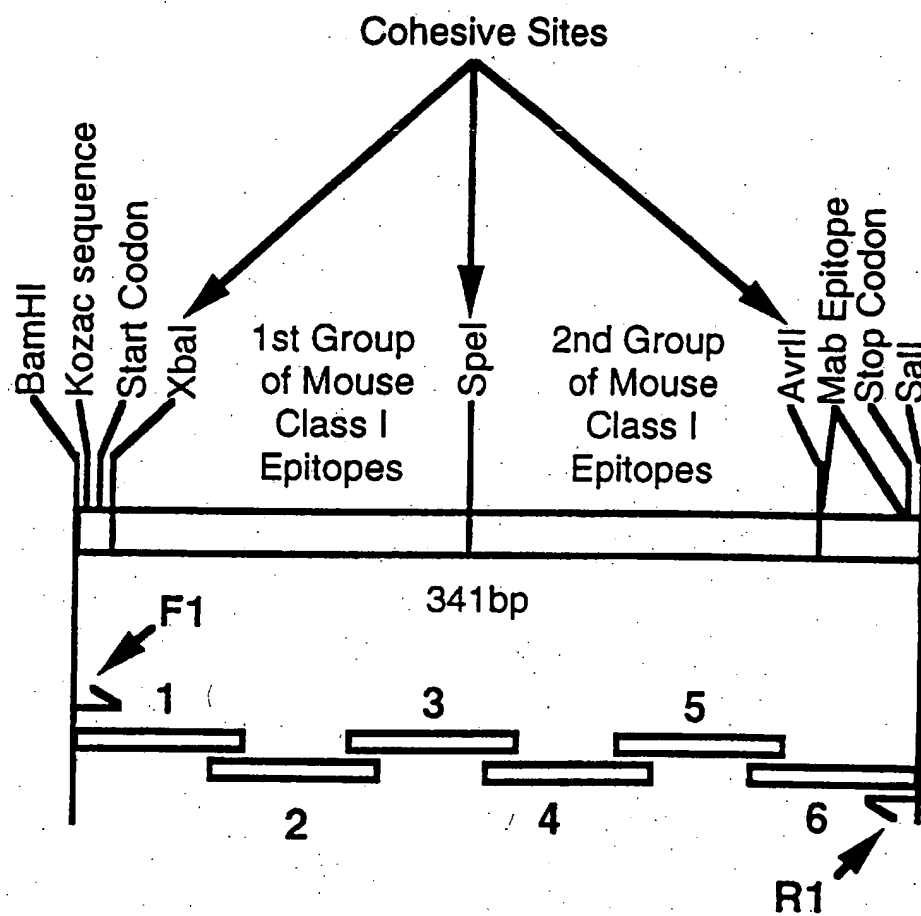 Cohesive Sites
BamHI
Kozac sequence
Start Codon
XbaI
1st Group
of Mouse
Class I
Epitopes
SpeI
2nd Group
of Mouse
Class I
Epitopes
AvrII
Mab Epitope
Stop Codon
SalI
341bp
F1
1
3
5
2
4
6
R1